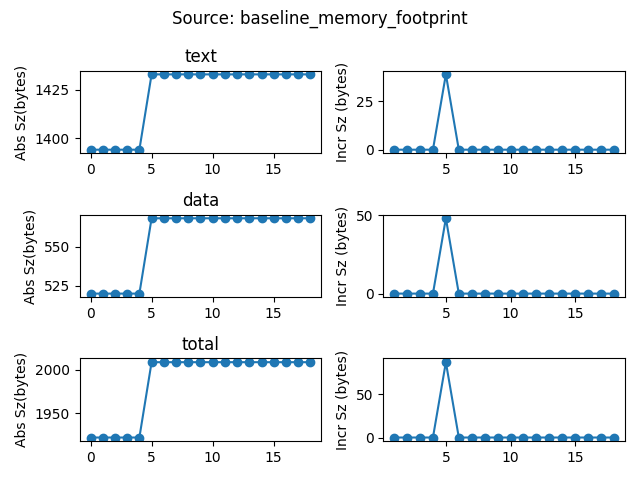 Source: baseline_memory_footprint
text
Abs Sz(bytes)
1425
1400
0 5 10 15
Incr Sz (bytes)
25
0
5 10 15
data
Abs Sz(bytes)
550
525
0 5 10 15
Incr Sz (bytes)
50
0
5 10 15
total
Abs Sz(bytes)
2000
1950
0 5 10 15
Incr Sz (bytes)
50
0
5 10 15